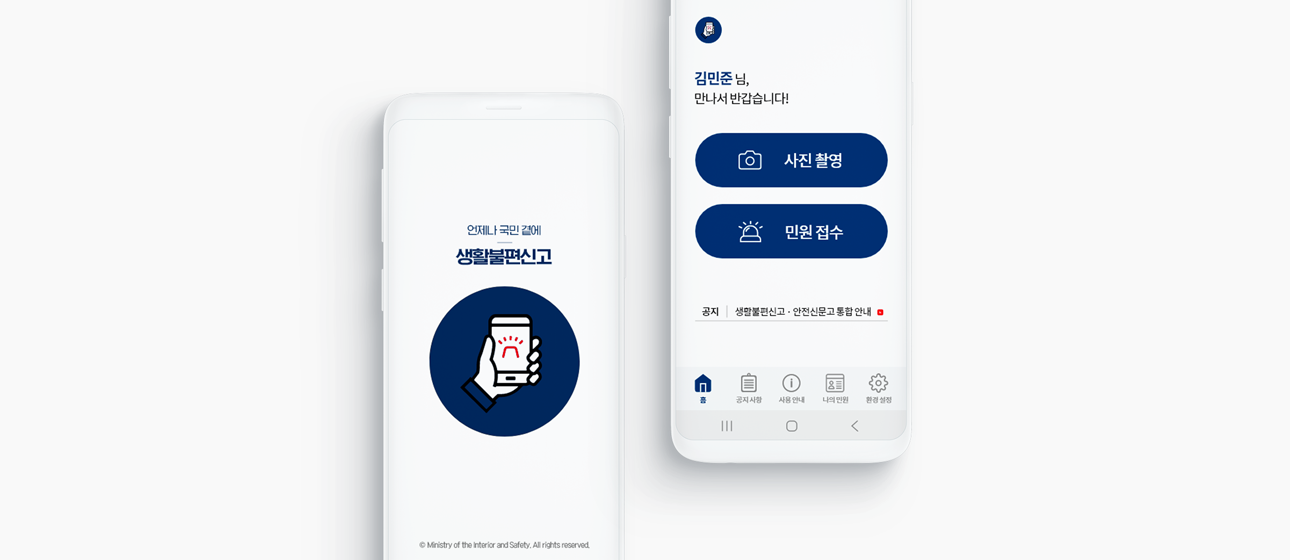 언제나 국민 곁에
생활불편신고
© Ministry of the Interior and Safety. All rights reserved.
김민준 님,
만나서 반갑습니다!
사진 촬영
민원 접수
공지 생활불편신고 · 안전신문고 통합 안내
홈 공지 사항 사용 안내 나의 민원 환경 설정